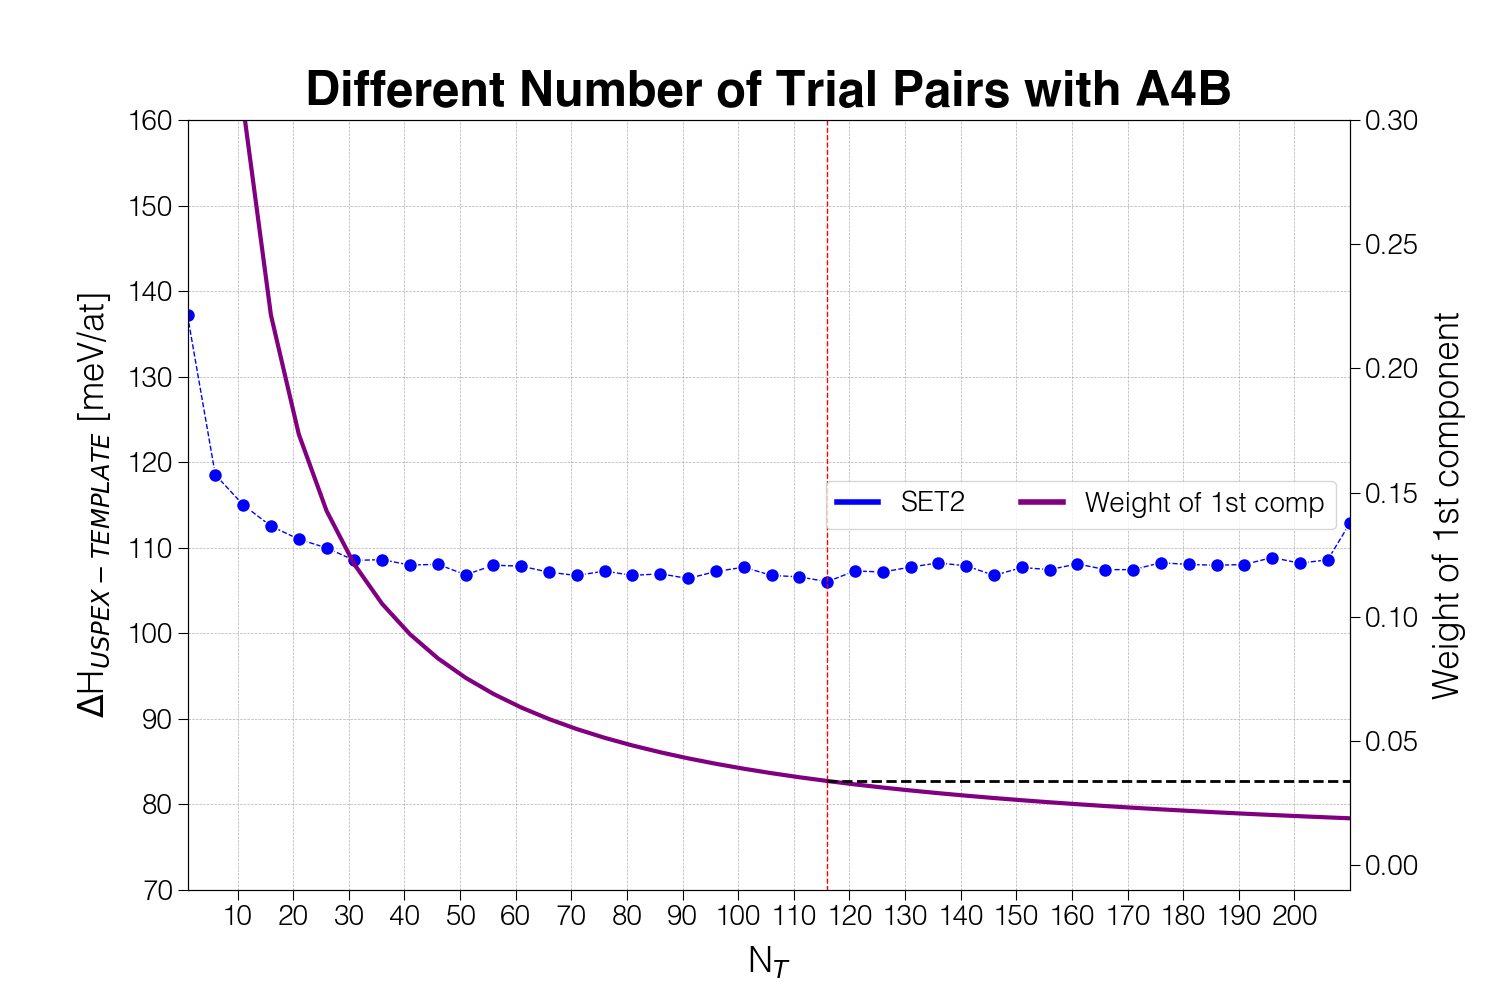 Different Number of Trial Pairs with A4B
160
150
140
130
120
110
100
90
80
70
ΔH_{USPEX − TEMPLATE} [meV/at]
0.30
0.25
0.20
0.15
0.10
0.05
0.00
Weight of 1st component
SET2 Weight of 1st comp
10 20 30 40 50 60 70 80 90 100 110 120 130 140 150 160 170 180 190 200
N_T